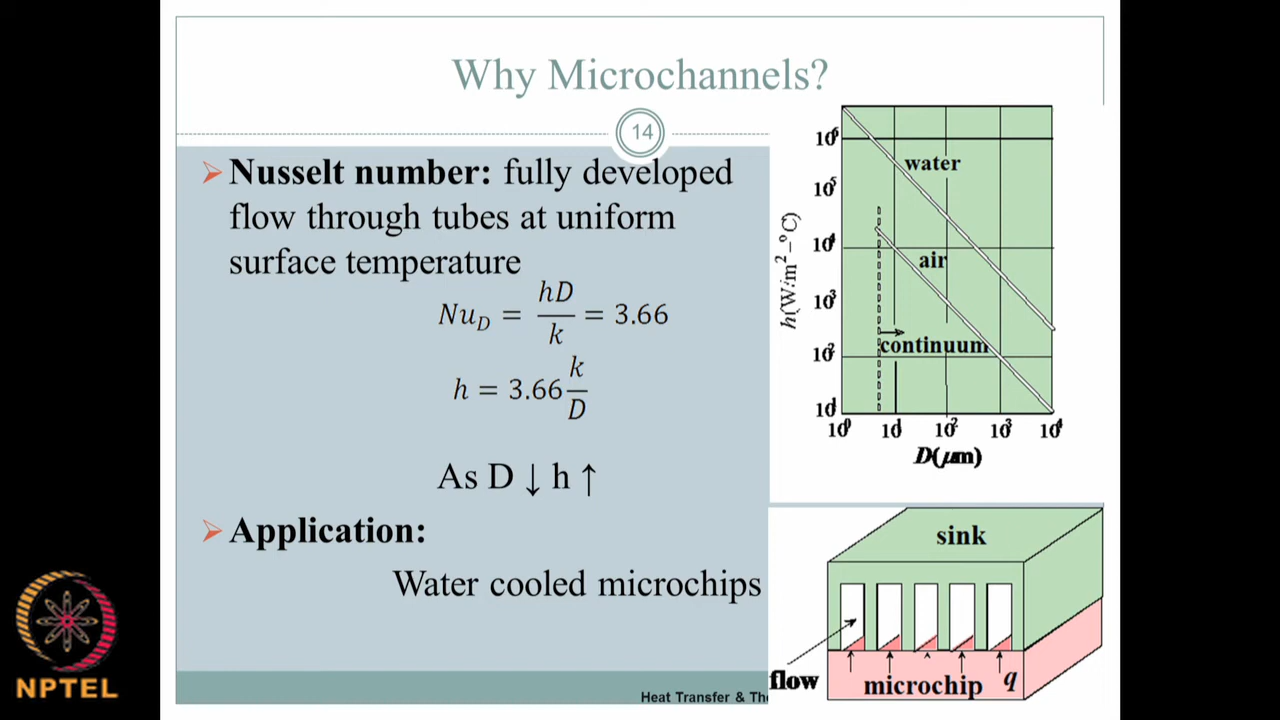 Why Microchannels?
14
➢ Nusselt number: fully developed
flow through tubes at uniform
surface temperature
Nu_D = hD/k = 3.66
h = 3.66 k/D
As D ↓ h ↑
➢ Application:
Water cooled microchips
h(W/m²–°C)
10⁶
10⁵
10⁴
10³
10²
10¹
water
air
continuum
10⁰ 10¹ 10² 10³ 10⁴
D(μm)
sink
flow
microchip q
Heat Transfer & Th
NPTEL